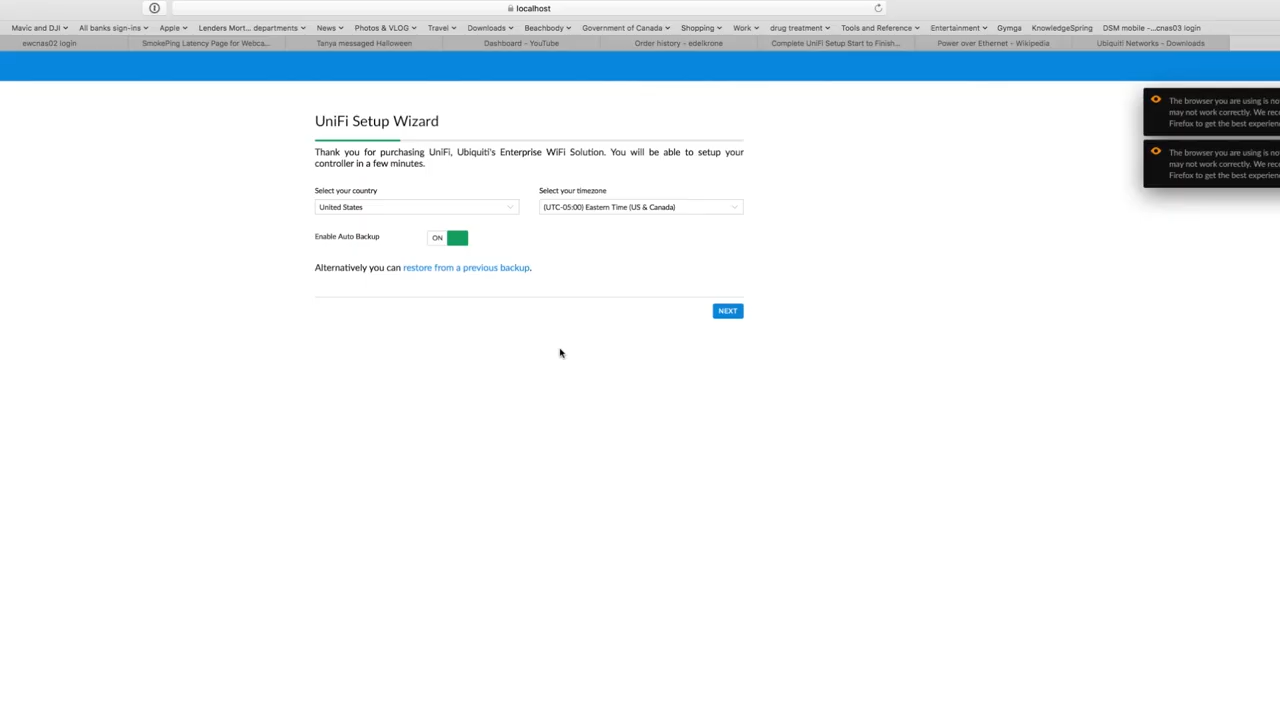 localhost
Mavic and DJI
All banks sign-ins
Apple
Lenders Mort... departments
News
Photos & VLOG
Travel
Downloads
Beachbody
Government of Canada
Shopping
Work
drug treatment
Tools and Reference
Entertainment
Gymga
KnowledgeSpring
DSM mobile -...cnas03 login
ewcnas02 login
SmokePing Latency Page for Webca...
Tanya messaged Halloween
Dashboard - YouTube
Order history - edelkrone
Complete UniFi Setup Start to Finish...
Power over Ethernet - Wikipedia
Ubiquiti Networks - Downloads
The browser you are using is no
may not work correctly. We reco
Firefox to get the best experienc
The browser you are using is no
may not work correctly. We reco
Firefox to get the best experienc
UniFi Setup Wizard
Thank you for purchasing UniFi, Ubiquiti's Enterprise WiFi Solution. You will be able to setup your
controller in a few minutes.
Select your country
Select your timezone
United States
(UTC-05:00) Eastern Time (US & Canada)
Enable Auto Backup
ON
Alternatively you can restore from a previous backup.
NEXT